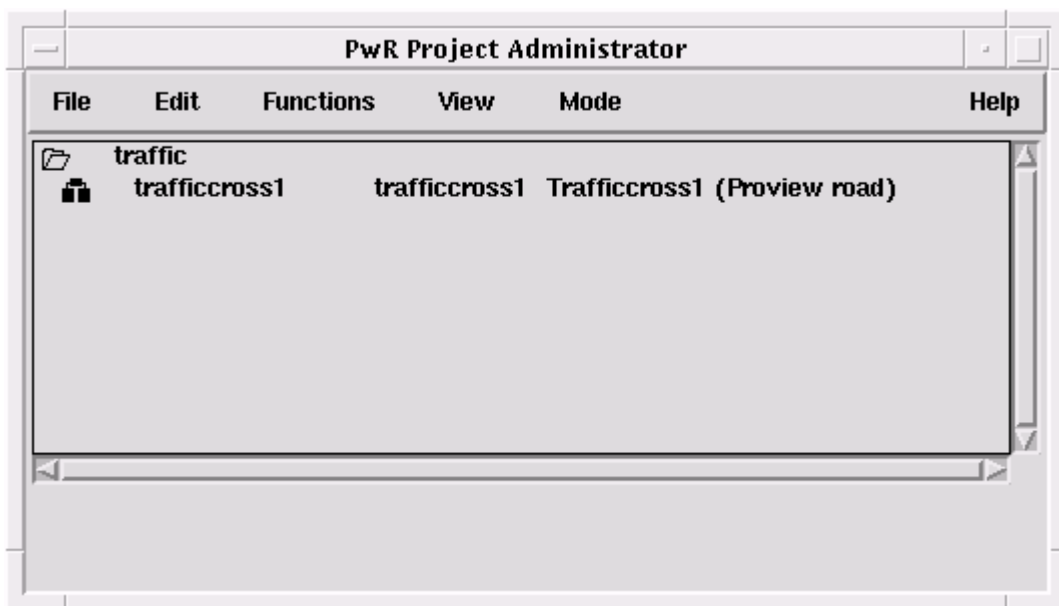 PwR Project Administrator
File Edit Functions View Mode Help
traffic
trafficcross1 trafficcross1 Trafficcross1 (Proview road)